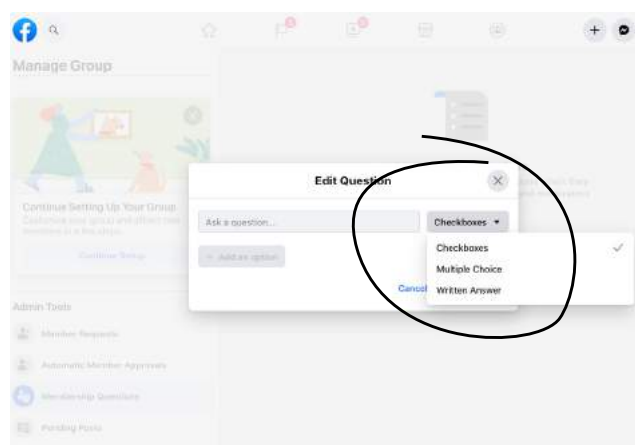 Manage Group
Continue Setting Up Your Group
Continue Setup
Admin Tools
Member Requests
Automatic Member Approvals
Membership Questions
Pending Posts
Edit Question
Ask a question...
Checkboxes
+ Add an option
Cancel
Checkboxes
Multiple Choice
Written Answer